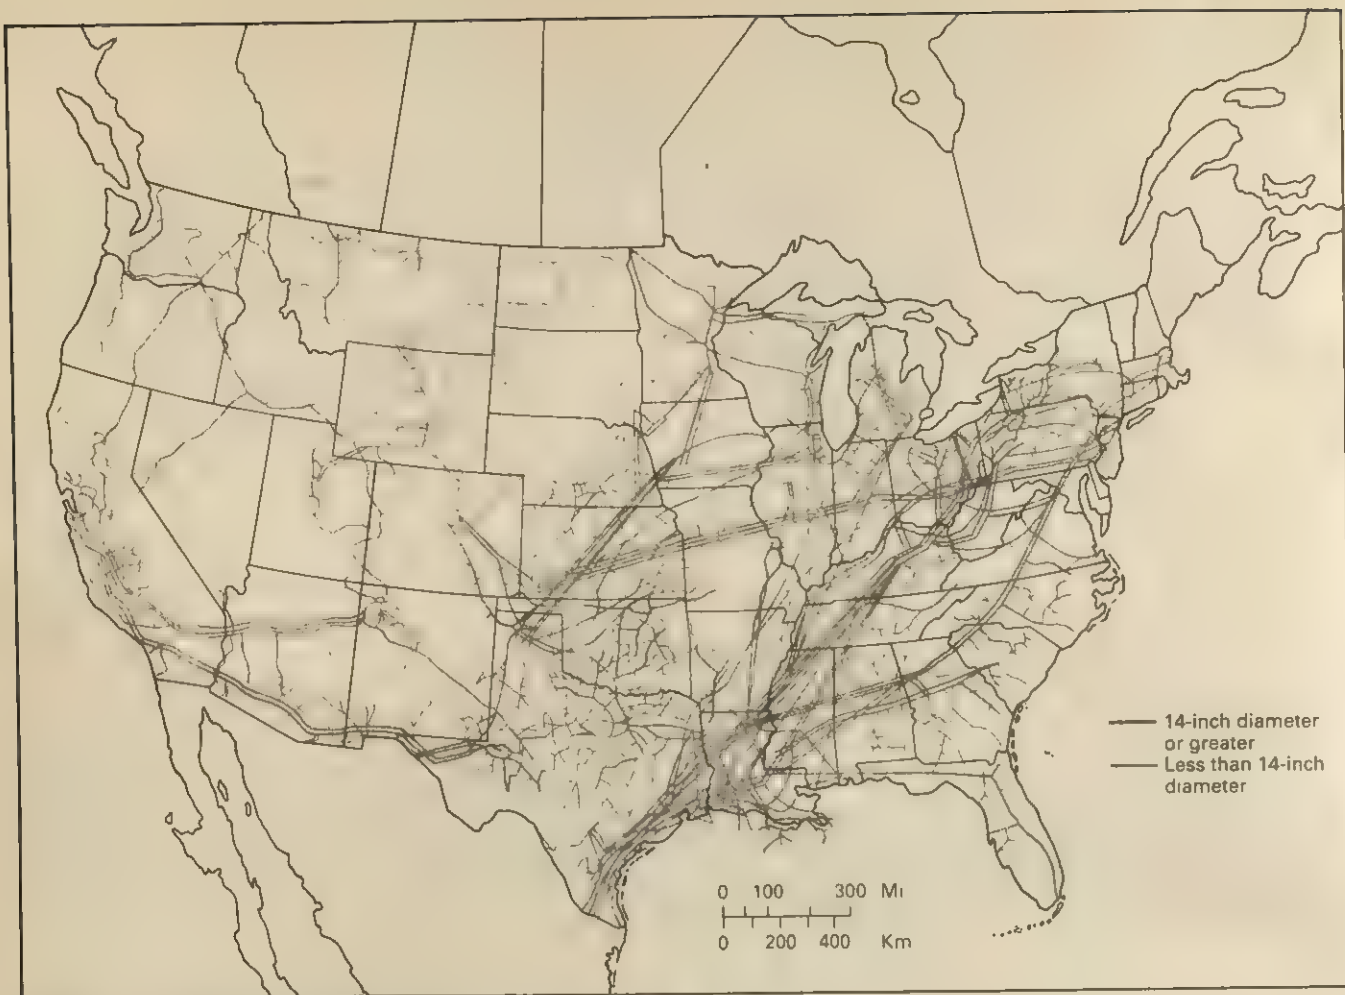 14-inch diameter
or greater
Less than 14-inch
diameter
0 100 300 Mi
0 200 400 Km